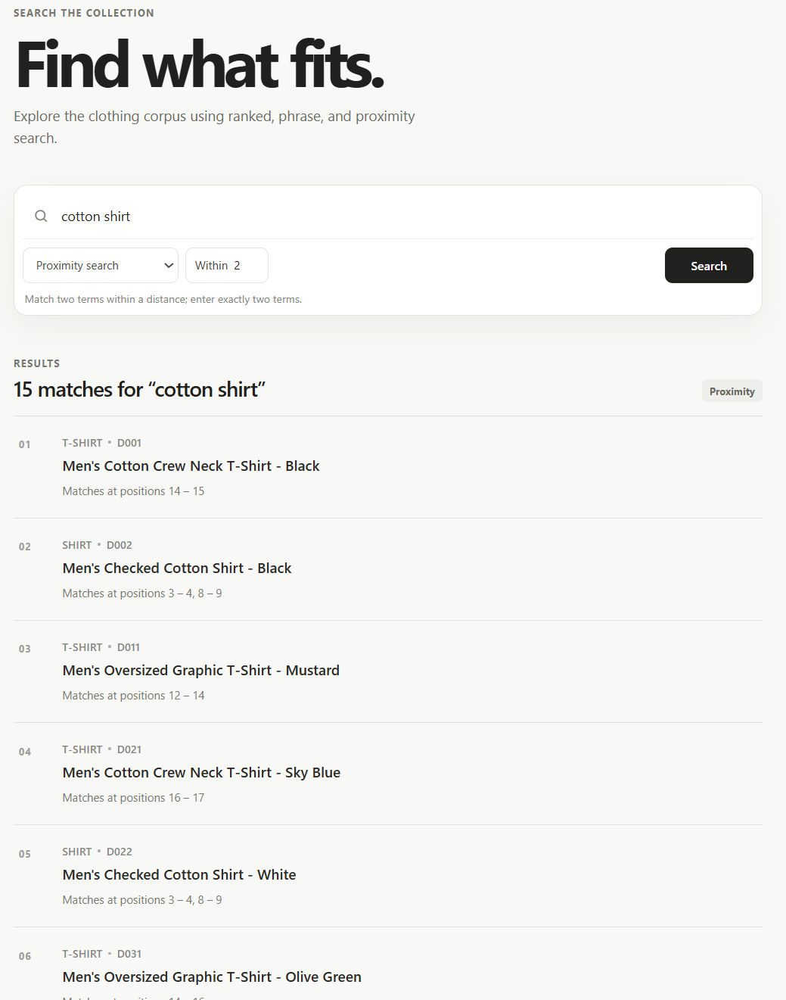 SEARCH THE COLLECTION
Find what fits.
Explore the clothing corpus using ranked, phrase, and proximity
search.
cotton shirt
Proximity search
Within 2
Search
Match two terms within a distance; enter exactly two terms.
RESULTS
15 matches for “cotton shirt”
Proximity
01
T-SHIRT • D001
Men's Cotton Crew Neck T-Shirt - Black
Matches at positions 14 – 15
02
SHIRT • D002
Men's Checked Cotton Shirt - Black
Matches at positions 3 – 4, 8 – 9
03
T-SHIRT • D011
Men's Oversized Graphic T-Shirt - Mustard
Matches at positions 12 – 14
04
T-SHIRT • D021
Men's Cotton Crew Neck T-Shirt - Sky Blue
Matches at positions 16 – 17
05
SHIRT • D022
Men's Checked Cotton Shirt - White
Matches at positions 3 – 4, 8 – 9
06
T-SHIRT • D031
Men's Oversized Graphic T-Shirt - Olive Green